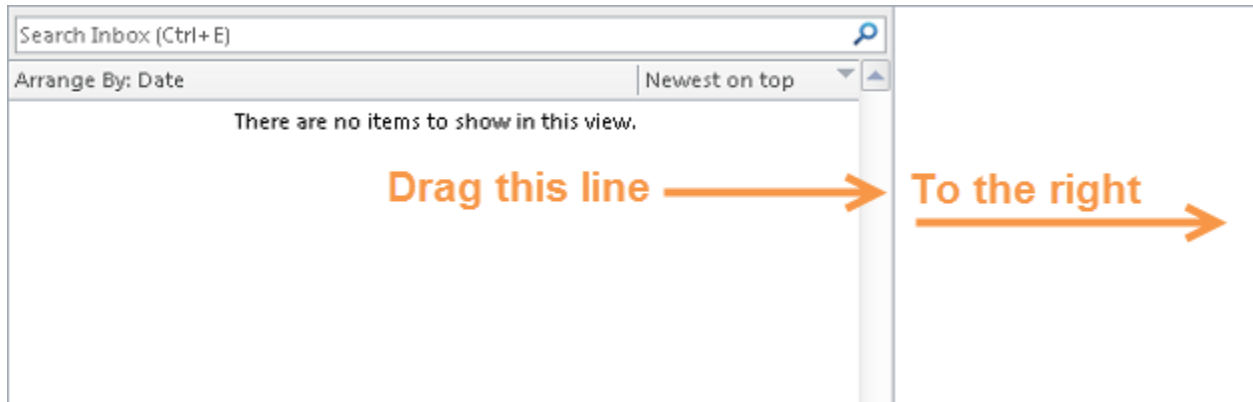 Search Inbox (Ctrl+E)
Arrange By: Date
Newest on top
There are no items to show in this view.
Drag this line
To the right